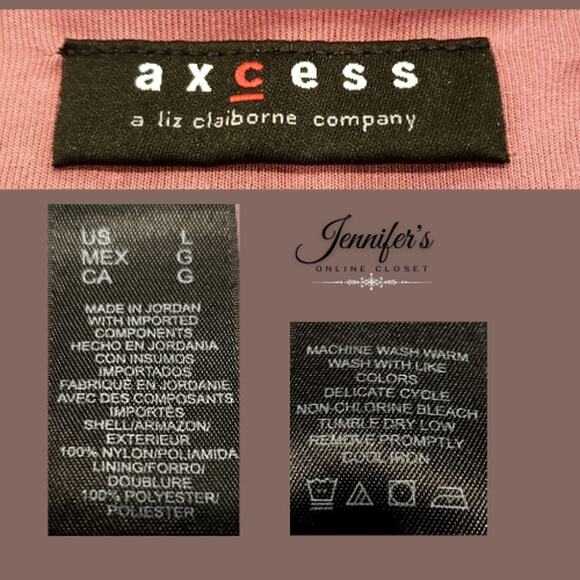 axcess
a liz claiborne company
US L
MEX G
CA G
MADE IN JORDAN
WITH IMPORTED
COMPONENTS
HECHO EN JORDANIA
CON INSUMOS
IMPORTADOS
FABRIQUÉ EN JORDANIE
AVEC DES COMPOSANTS
IMPORTÉS
SHELL/ARMAZON/
EXTERIEUR
100% NYLON/POLIAMIDA
LINING/FORRO/
DOUBLURE
100% POLYESTER/
POLIESTER
Jennifer's
ONLINE CLOSET
MACHINE WASH WARM
WASH WITH LIKE
COLORS
DELICATE CYCLE
NON-CHLORINE BLEACH
TUMBLE DRY LOW
REMOVE PROMPTLY
COOL IRON